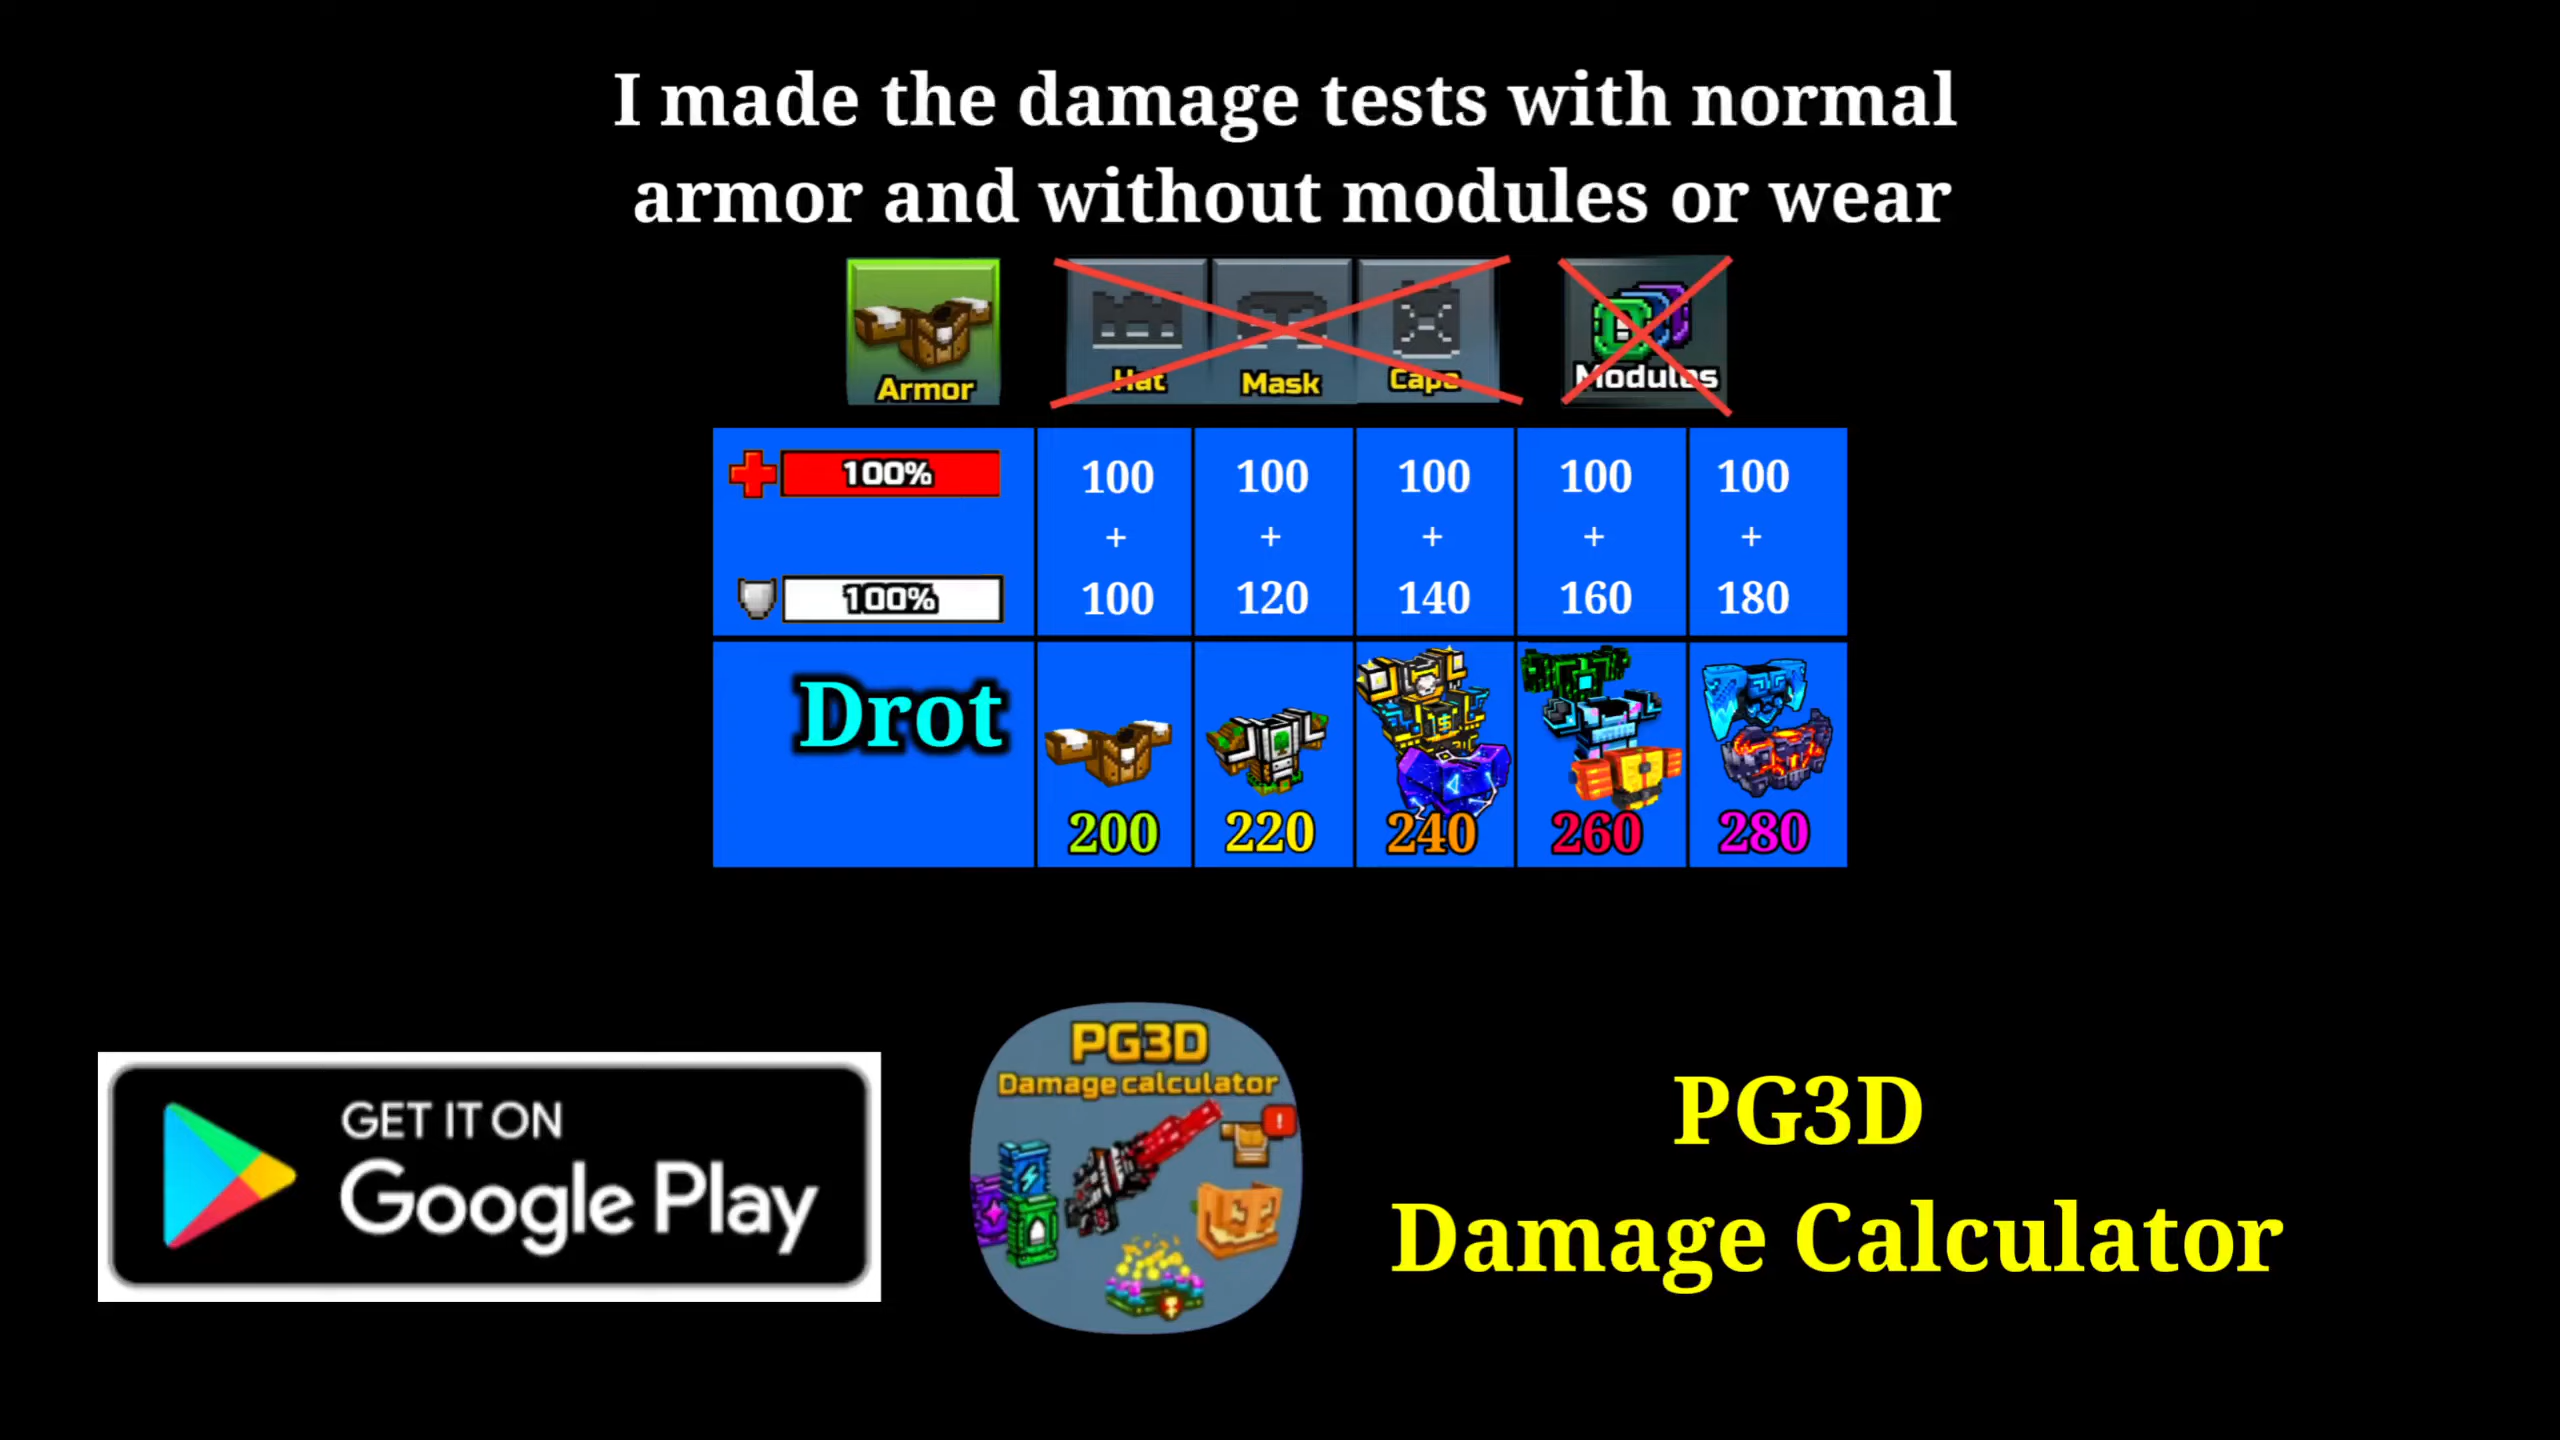 I made the damage tests with normal
armor and without modules or wear
Armor
Hat Mask Cape
Modules
100% 100 100 100 100 100
+ + + + +
100% 100 120 140 160 180
Drot
200 220 240 260 280
PG3D
Damage calculator
!
GET IT ON
Google Play
PG3D
Damage Calculator